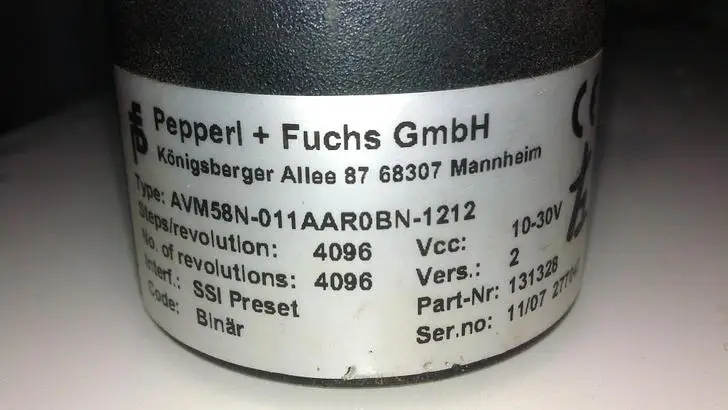 Pepperl + Fuchs GmbH
Königsberger Allee 87 68307 Mannheim
Type: AVM58N-011AAR0BN-1212
Steps/revolution: 4096
No. of revolutions: 4096
Interf.: SSI Preset
Code: Binär
Vcc: 10-30V
Vers.: 2
Part-Nr: 131328
Ser.no: 11/07